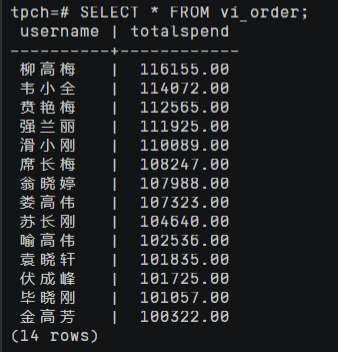 tpch=# SELECT * FROM vi_order;
username | totalspend
----------+------------
柳高梅 | 116155.00
韦小全 | 114072.00
贲艳梅 | 112565.00
强兰丽 | 111925.00
滑小刚 | 110089.00
席长梅 | 108247.00
翁晓婷 | 107988.00
娄高伟 | 107323.00
苏长刚 | 104640.00
喻高伟 | 102536.00
袁晓轩 | 101835.00
伏成峰 | 101725.00
毕晓刚 | 101057.00
金高芳 | 100322.00
(14 rows)